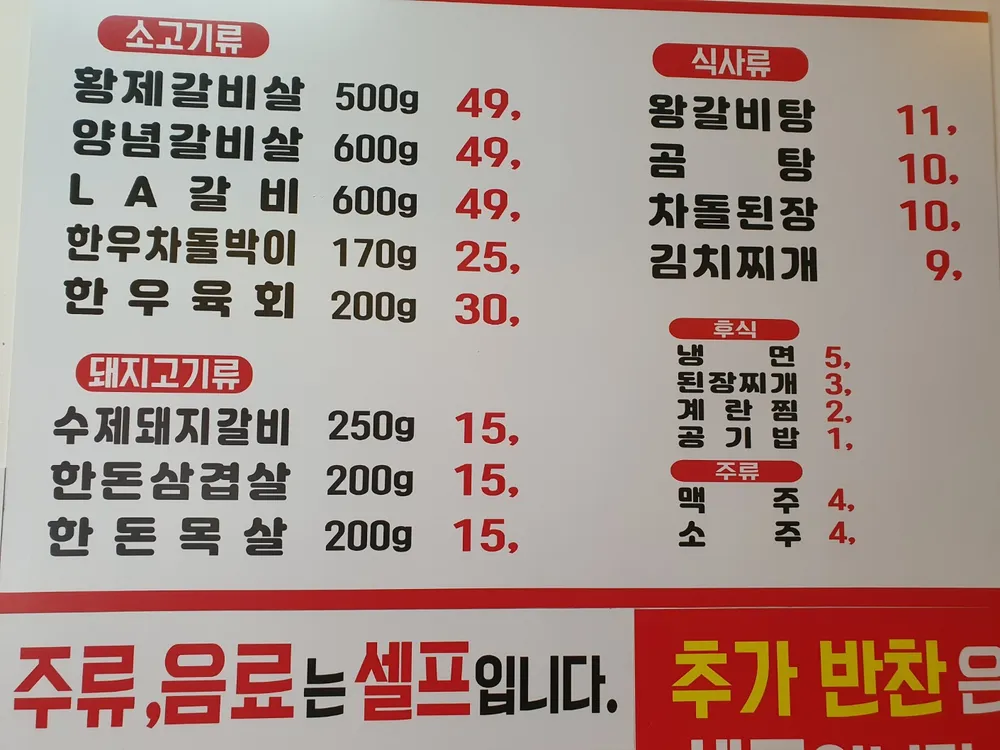 소고기류
황제갈비살 500g 49,
양념갈비살 600g 49,
LA갈비 600g 49,
한우차돌박이 170g 25,
한우육회 200g 30,
돼지고기류
수제돼지갈비 250g 15,
한돈삼겹살 200g 15,
한돈목살 200g 15,
식사류
왕갈비탕 11,
곰탕 10,
차돌된장 10,
김치찌개 9,
후식
냉면 5,
된장찌개 3,
계란찜 2,
공기밥 1,
주류
맥주 4,
소주 4,
주류,음료는 셀프입니다.
추가 반찬은